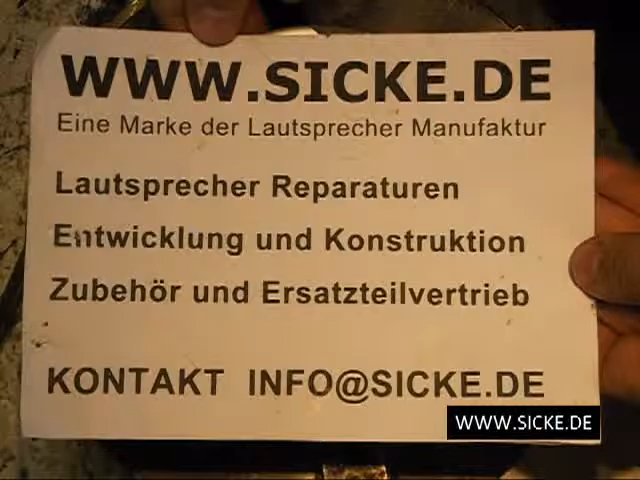 WWW.SICKE.DE
Eine Marke der Lautsprecher Manufaktur
Lautsprecher Reparaturen
Entwicklung und Konstruktion
Zubehör und Ersatzteilvertrieb
KONTAKT INFO@SICKE.DE
WWW.SICKE.DE